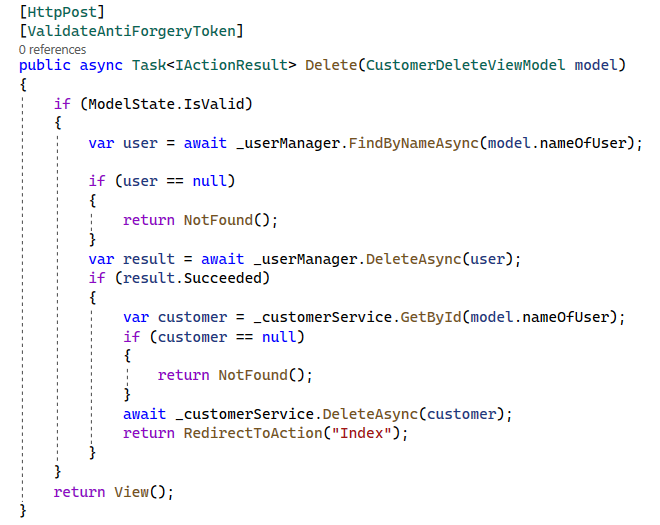 [HttpPost]
[ValidateAntiForgeryToken]
0 references
public async Task<IActionResult> Delete(CustomerDeleteViewModel model)
{
    if (ModelState.IsValid)
    {
        var user = await _userManager.FindByNameAsync(model.nameOfUser);

        if (user == null)
        {
            return NotFound();
        }
        var result = await _userManager.DeleteAsync(user);
        if (result.Succeeded)
        {
            var customer = _customerService.GetById(model.nameOfUser);
            if (customer == null)
            {
                return NotFound();
            }
            await _customerService.DeleteAsync(customer);
            return RedirectToAction("Index");
        }
    }
    return View();
}